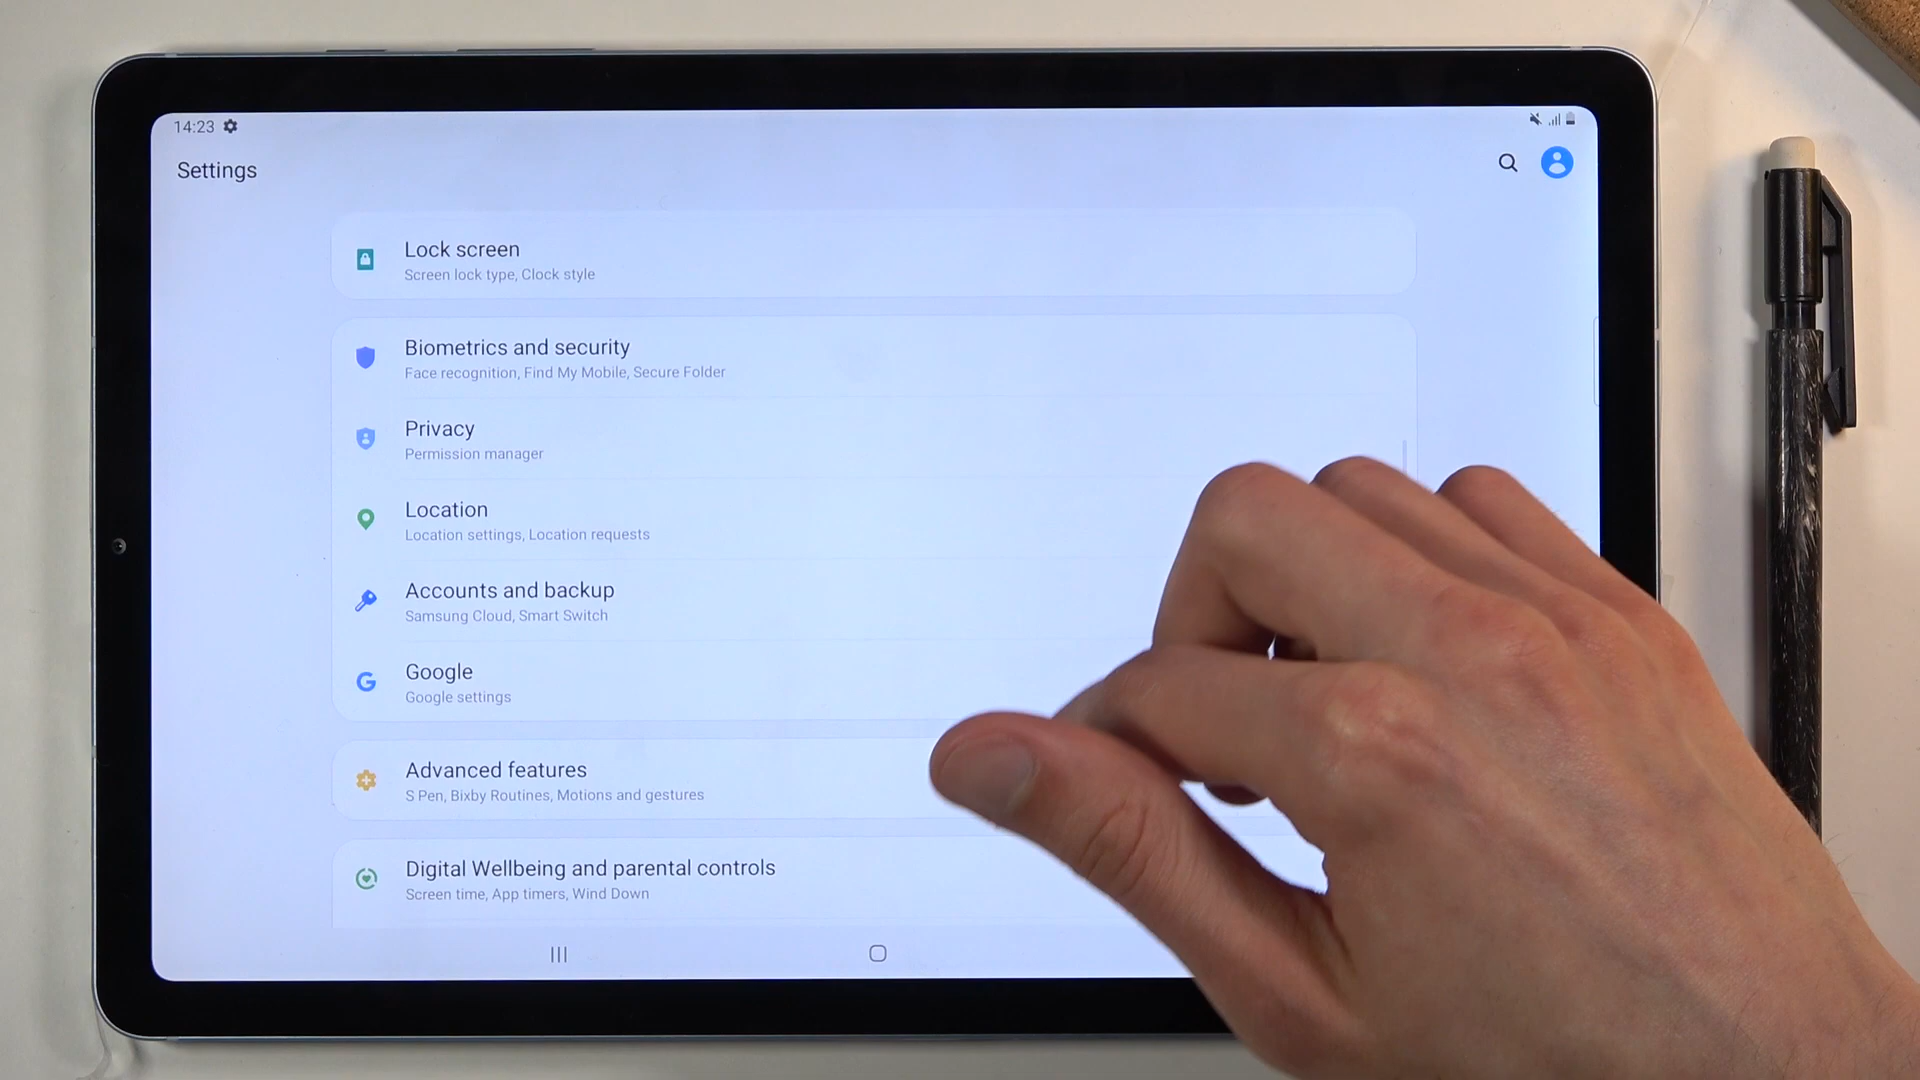 14:23
Settings
Lock screen
Screen lock type, Clock style
Biometrics and security
Face recognition, Find My Mobile, Secure Folder
Privacy
Permission manager
Location
Location settings, Location requests
Accounts and backup
Samsung Cloud, Smart Switch
Google
Google settings
Advanced features
S Pen, Bixby Routines, Motions and gestures
Digital Wellbeing and parental controls
Screen time, App timers, Wind Down